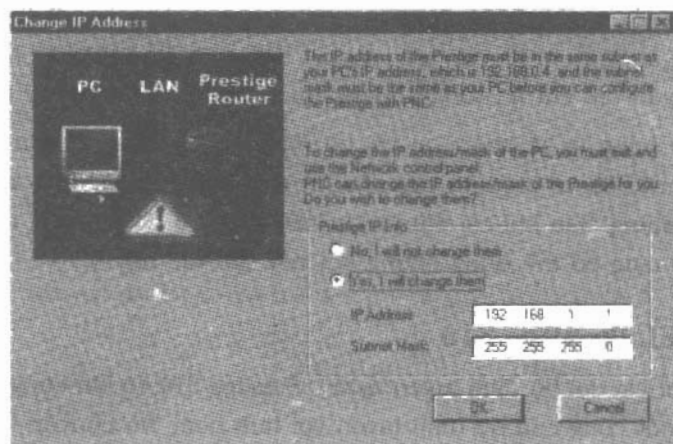 Change IP Address
PC LAN Prestige
Router
The IP address of the Prestige must be in the same subnet as
your PC's IP address, which is 192.168.0.4, and the subnet
mask must be the same as your PC before you can configure
the Prestige with PNC.
To change the IP address/mask of the PC, you must exit and
use the Network control panel.
PNC can change the IP address/mask of the Prestige for you.
Do you wish to change them?
Prestige IP Info
No, I will not change them
Yes, I will change them
IP Address 192 168 1 1
Subnet Mask 255 255 255 0
OK Cancel